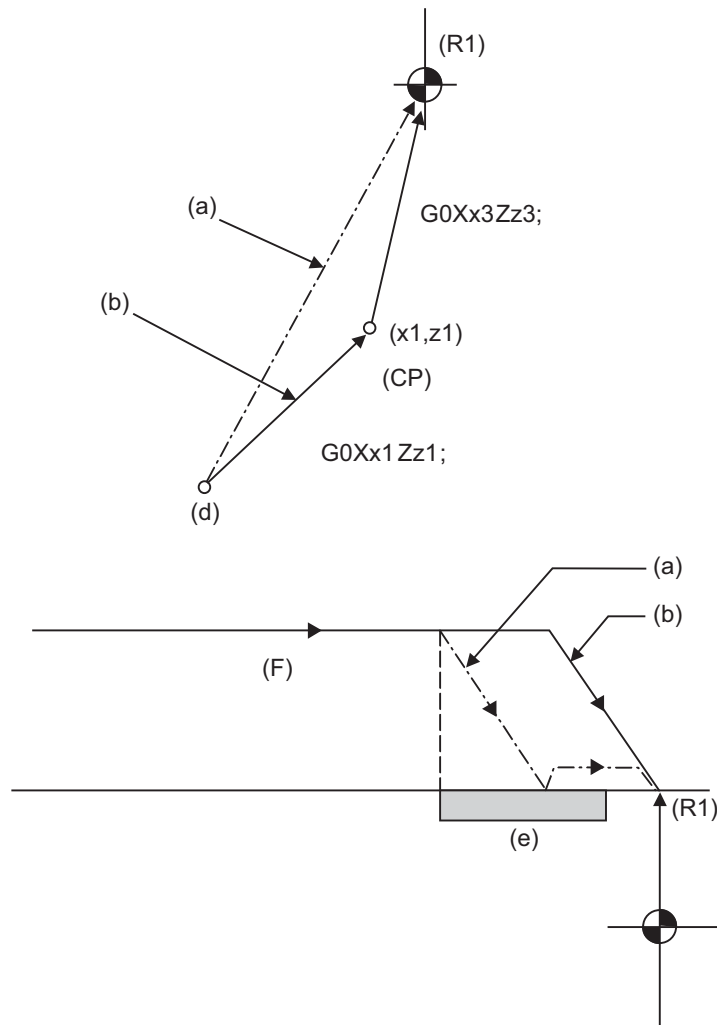 (R1)
(a)
G0Xx3Zz3;
(b)
(x1,z1)
(CP)
G0Xx1Zz1;
(d)
(a)
(b)
(F)
(R1)
(e)